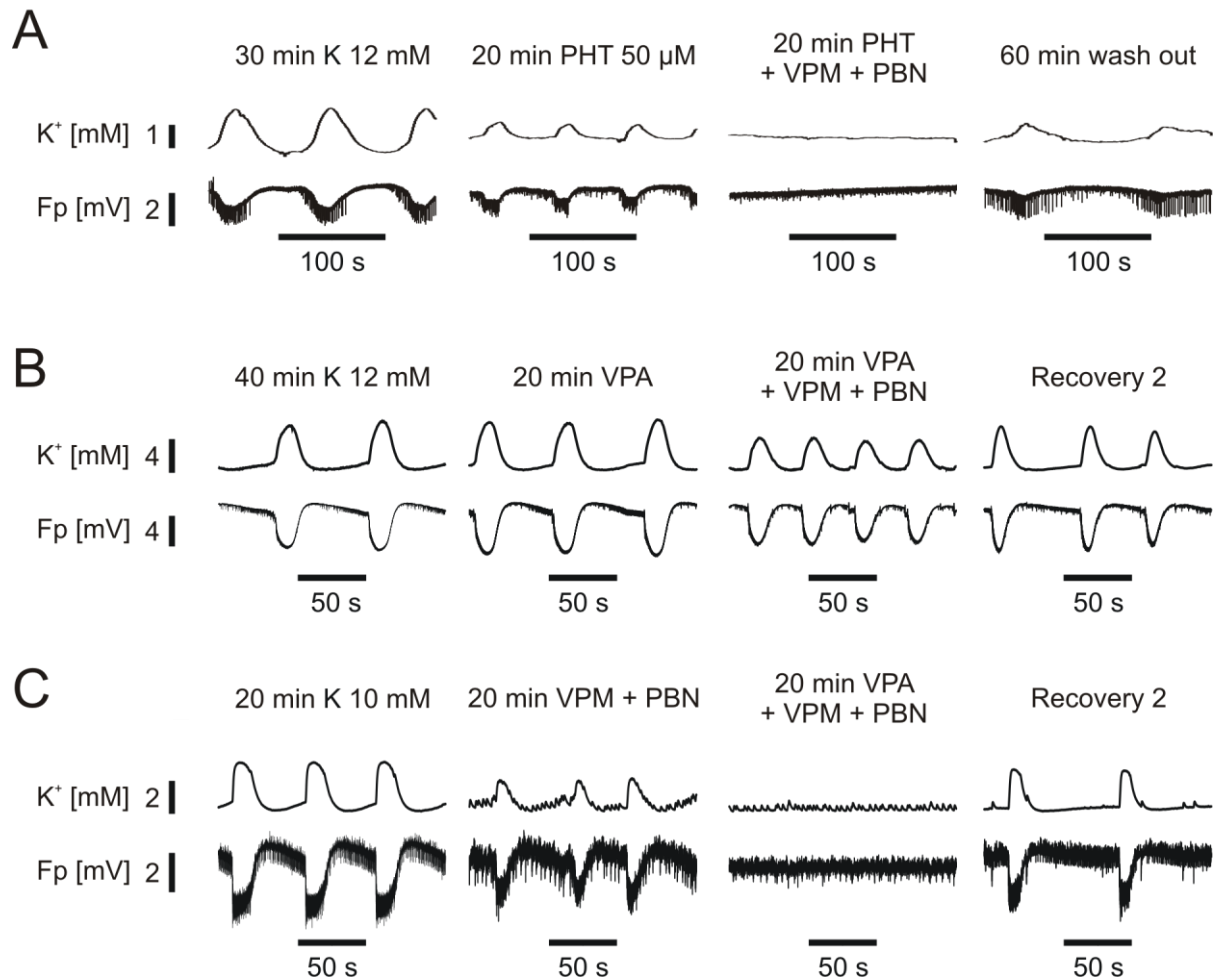 A
30 min K 12 mM
20 min PHT 50 µM
20 min PHT
+ VPM + PBN
60 min wash out
K⁺ [mM] 1
Fp [mV] 2
100 s
100 s
100 s
100 s
B
40 min K 12 mM
20 min VPA
20 min VPA
+ VPM + PBN
Recovery 2
K⁺ [mM] 4
Fp [mV] 4
50 s
50 s
50 s
50 s
C
20 min K 10 mM
20 min VPM + PBN
20 min VPA
+ VPM + PBN
Recovery 2
K⁺ [mM] 2
Fp [mV] 2
50 s
50 s
50 s
50 s